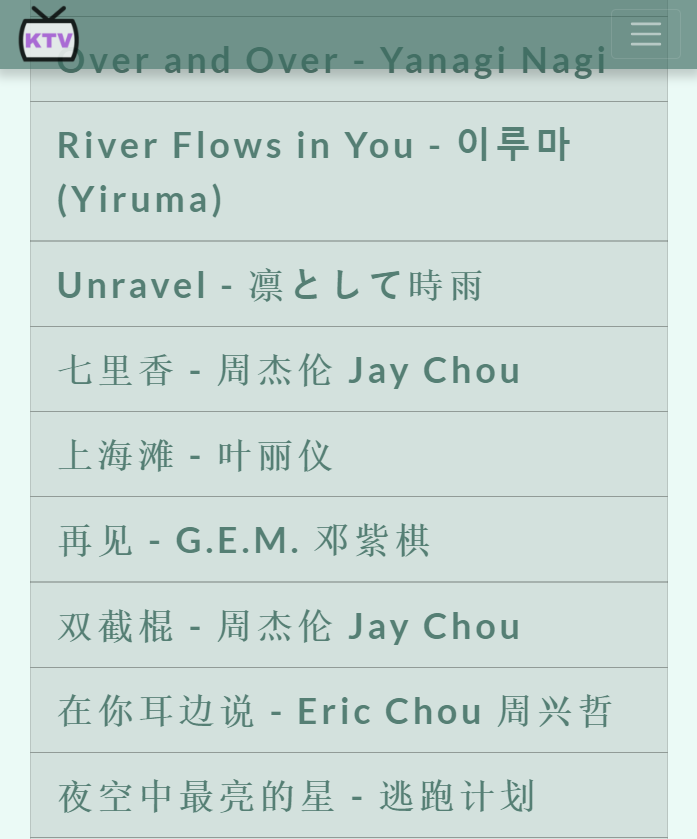 KTV
Over and Over - Yanagi Nagi
River Flows in You - 이루마
(Yiruma)
Unravel - 凛として時雨
七里香 - 周杰伦 Jay Chou
上海滩 - 叶丽仪
再见 - G.E.M. 邓紫棋
双截棍 - 周杰伦 Jay Chou
在你耳边说 - Eric Chou 周兴哲
夜空中最亮的星 - 逃跑计划